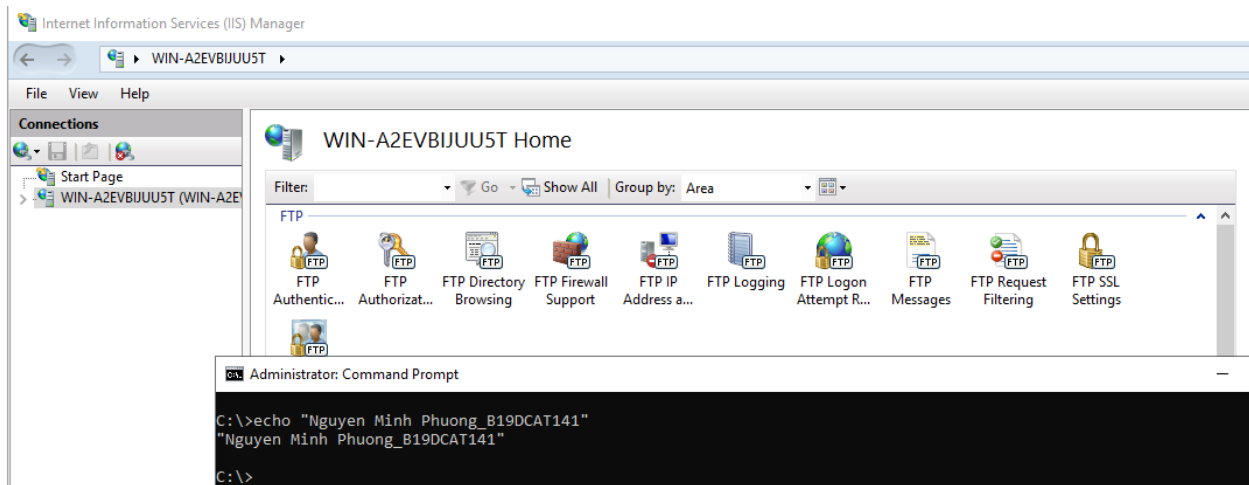 Internet Information Services (IIS) Manager
WIN-A2EVBIJUU5T
File View Help
Connections
Start Page
WIN-A2EVBIJUU5T (WIN-A2EV
WIN-A2EVBIJUU5T Home
Filter: Go Show All Group by: Area
FTP
FTP FTP FTP FTP FTP FTP FTP FTP FTP FTP
FTP Authentic...
FTP Authorizat...
FTP Directory Browsing
FTP Firewall Support
FTP IP Address a...
FTP Logging
FTP Logon Attempt R...
FTP Messages
FTP Request Filtering
FTP SSL Settings
FTP
Administrator: Command Prompt
C:\>echo "Nguyen Minh Phuong_B19DCAT141"
"Nguyen Minh Phuong_B19DCAT141"
C:\>